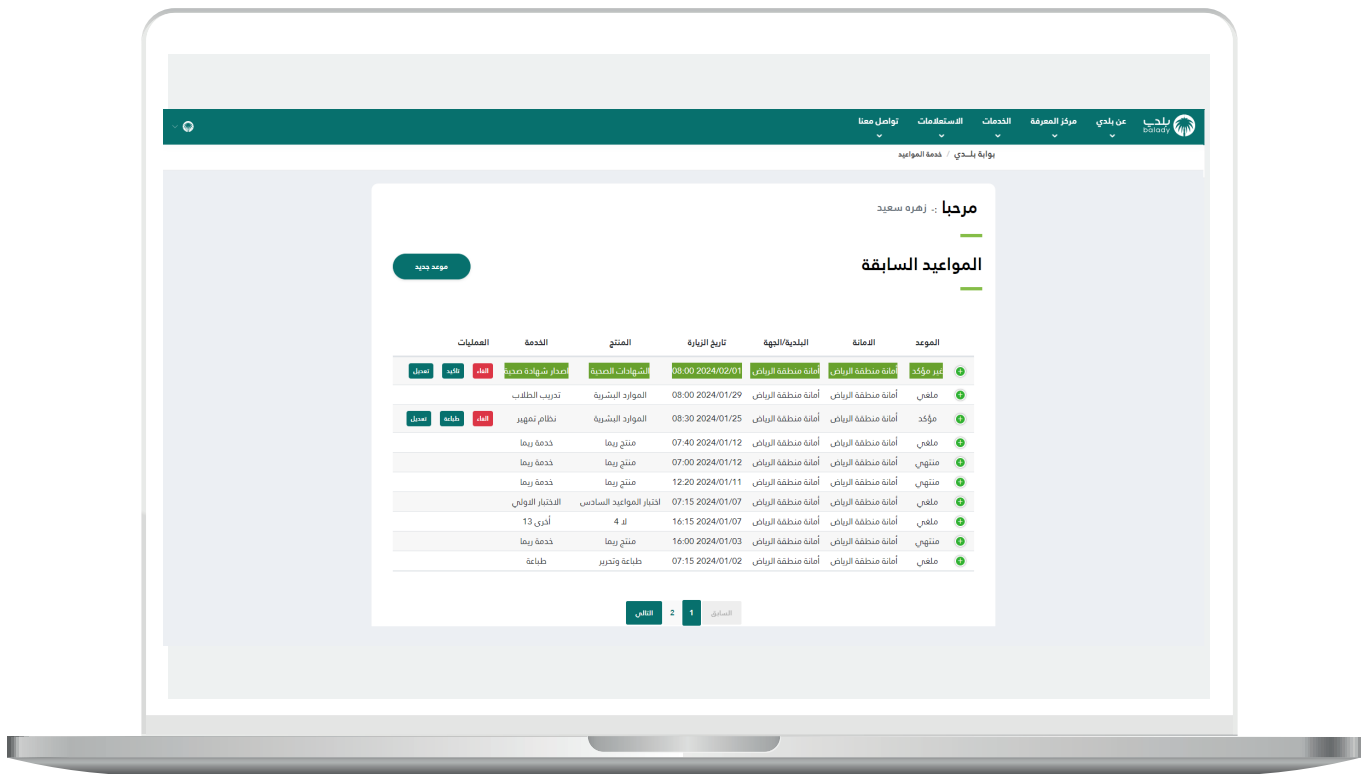 بلدي balady عن بلدي مركز المعرفة الخدمات الاستعلامات تواصل معنا
بوابة بلــدي / خدمة المواعيد
مرحبا :. زهره سعيد
المواعيد السابقة
موعد جديد
الموعد الامانة البلدية/الجهة تاريخ الزيارة المنتج الخدمة العمليات
غير مؤكد أمانة منطقة الرياض أمانة منطقة الرياض 2024/02/01 08:00 الشهادات الصحية اصدار شهادة صحية الغاء تاكيد تعديل
ملغي أمانة منطقة الرياض أمانة منطقة الرياض 2024/01/29 08:00 الموارد البشرية تدريب الطلاب
مؤكد أمانة منطقة الرياض أمانة منطقة الرياض 2024/01/25 08:30 الموارد البشرية نظام تمهير الغاء طباعة تعديل
ملغي أمانة منطقة الرياض أمانة منطقة الرياض 2024/01/12 07:40 منتج ريما خدمة ريما
منتهي أمانة منطقة الرياض أمانة منطقة الرياض 2024/01/12 07:00 منتج ريما خدمة ريما
منتهي أمانة منطقة الرياض أمانة منطقة الرياض 2024/01/11 12:20 منتج ريما خدمة ريما
ملغي أمانة منطقة الرياض أمانة منطقة الرياض 2024/01/07 07:15 اختبار المواعيد السادس الاختبار الاولي
ملغي أمانة منطقة الرياض أمانة منطقة الرياض 2024/01/07 16:15 لا 4 أخرى 13
منتهي أمانة منطقة الرياض أمانة منطقة الرياض 2024/01/03 16:00 منتج ريما خدمة ريما
ملغي أمانة منطقة الرياض أمانة منطقة الرياض 2024/01/02 07:15 طباعة وتحرير طباعة
السابق 1 2 التالي